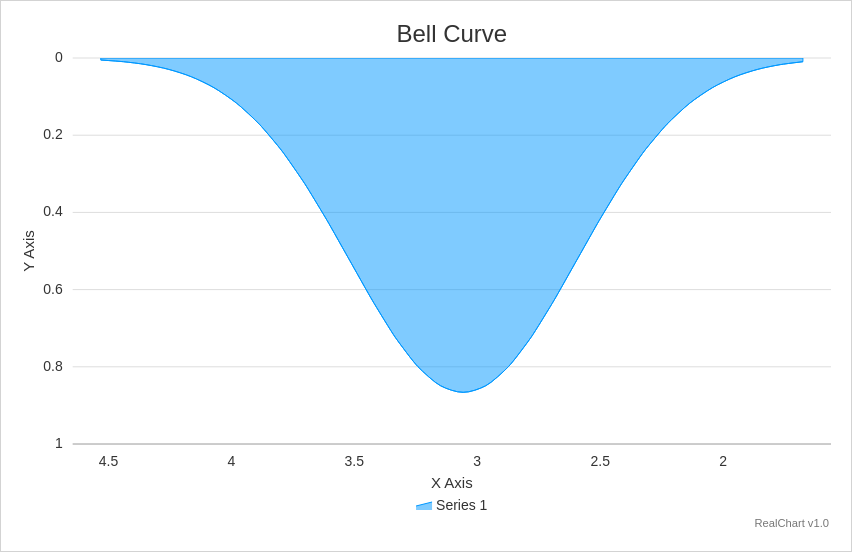 Bell Curve
0
0.2
0.4
0.6
0.8
1
Y Axis
4.5 4 3.5 3 2.5 2
X Axis
Series 1
RealChart v1.0